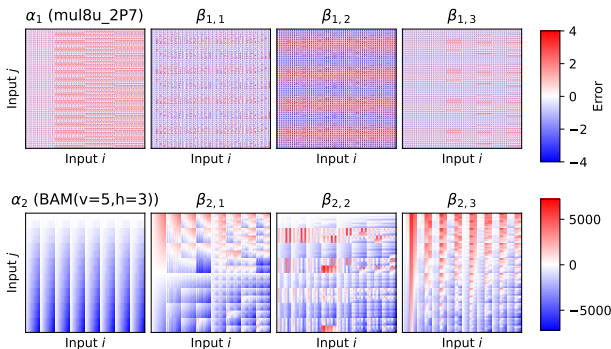 α₁ (mul8u_2P7) β₁,₁ β₁,₂ β₁,₃
Input j
Input i Input i Input i Input i
4
2
0
−2
−4
Error
α₂ (BAM(v=5,h=3)) β₂,₁ β₂,₂ β₂,₃
Input j
Input i Input i Input i Input i
5000
0
−5000